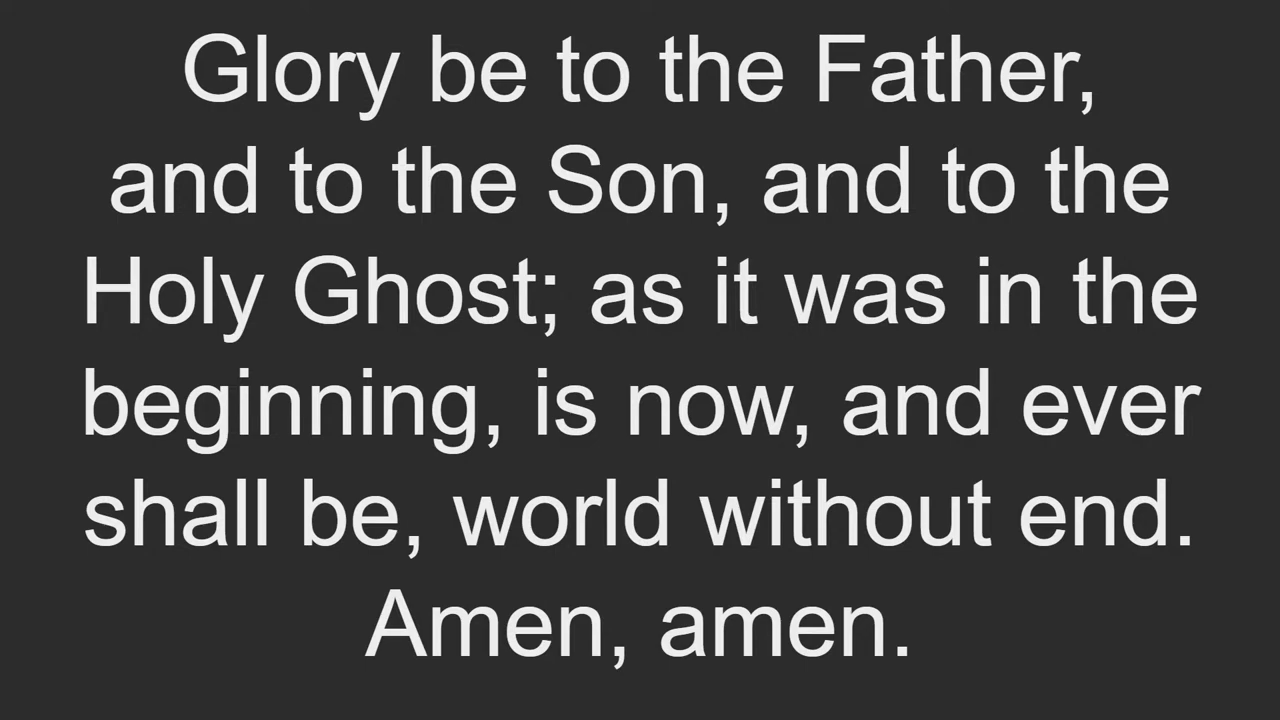 Glory be to the Father,
and to the Son, and to the
Holy Ghost; as it was in the
beginning, is now, and ever
shall be, world without end.
Amen, amen.